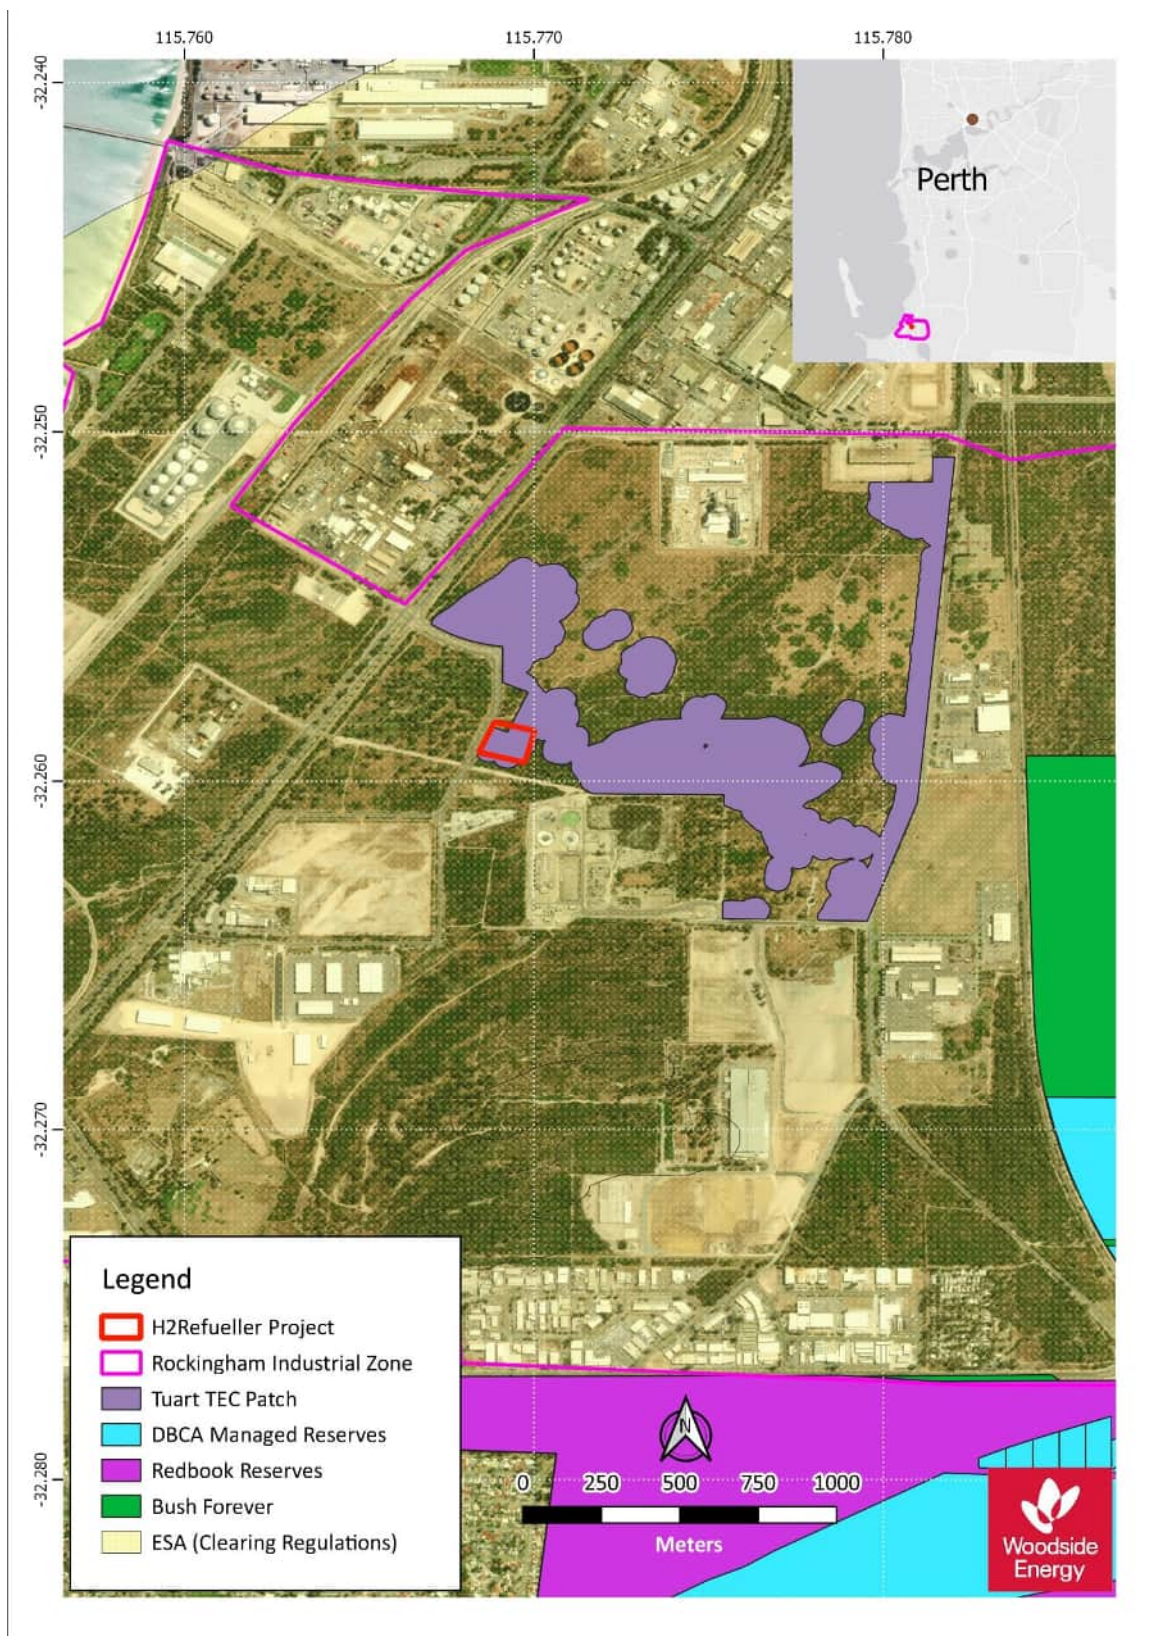 115.760
115.770
115.780
-32.240
-32.250
-32.260
-32.270
-32.280
Perth
Legend
H2Refueller Project
Rockingham Industrial Zone
Tuart TEC Patch
DBCA Managed Reserves
Redbook Reserves
Bush Forever
ESA (Clearing Regulations)
N
0 250 500 750 1000
Meters
Woodside
Energy